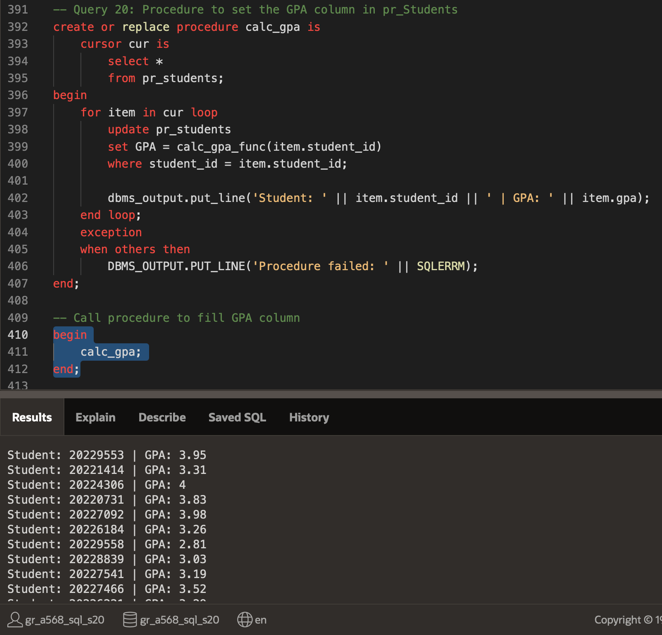 391 -- Query 20: Procedure to set the GPA column in pr_Students
392 create or replace procedure calc_gpa is
393 cursor cur is
394 select *
395 from pr_students;
396 begin
397 for item in cur loop
398 update pr_students
399 set GPA = calc_gpa_func(item.student_id)
400 where student_id = item.student_id;
401
402 dbms_output.put_line('Student: ' || item.student_id || ' | GPA: ' || item.gpa);
403 end loop;
404 exception
405 when others then
406 DBMS_OUTPUT.PUT_LINE('Procedure failed: ' || SQLERRM);
407 end;
408
409 -- Call procedure to fill GPA column
410 begin
411 calc_gpa;
412 end;
413
Results Explain Describe Saved SQL History
Student: 20229553 | GPA: 3.95
Student: 20221414 | GPA: 3.31
Student: 20224306 | GPA: 4
Student: 20220731 | GPA: 3.83
Student: 20227092 | GPA: 3.98
Student: 20226184 | GPA: 3.26
Student: 20229558 | GPA: 2.81
Student: 20228839 | GPA: 3.03
Student: 20227541 | GPA: 3.19
Student: 20227466 | GPA: 3.52
gr_a568_sql_s20 gr_a568_sql_s20 en Copyright © 19